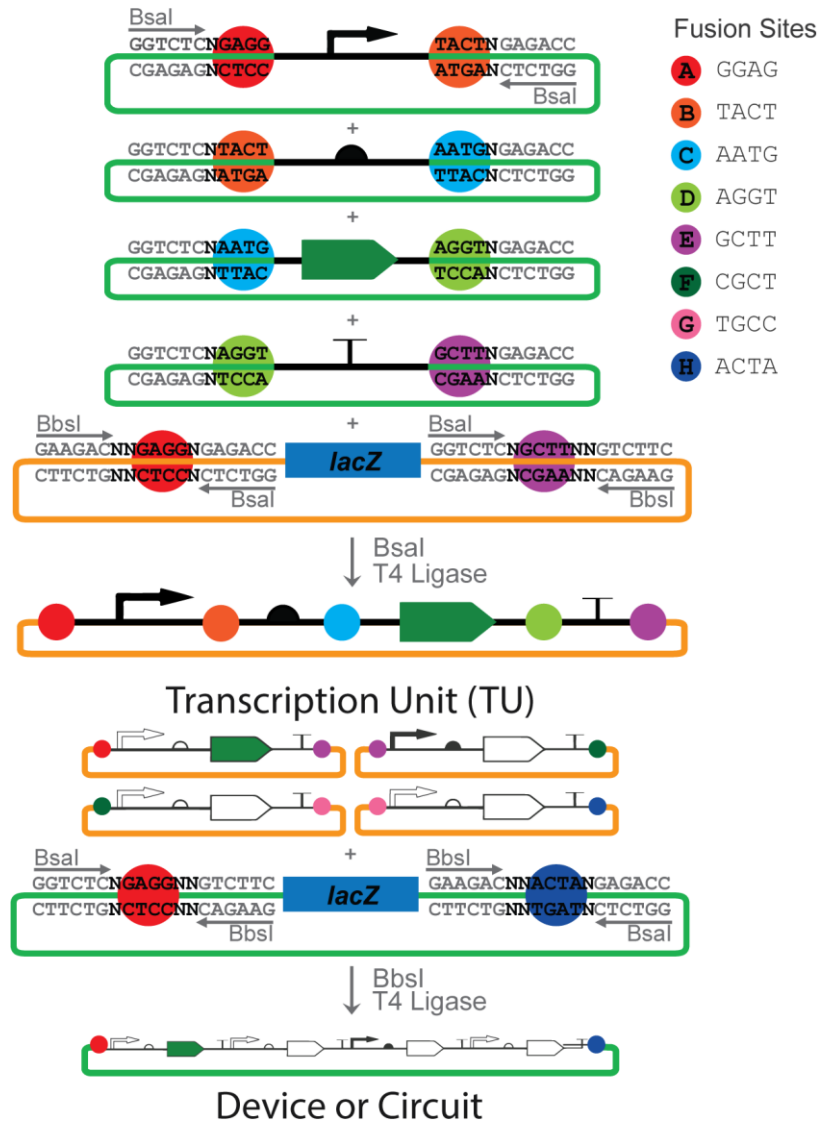 BsaI
GGTCTCNGAGG TACTNGAGACC
CGAGAGNCTCC ATGANCTCTGG
BsaI
+
GGTCTCNTACT AATGNGAGACC
CGAGAGNATGA TTACNCTCTGG
+
GGTCTCNAATG AGGTNGAGACC
CGAGAGNTTAC TCCANCTCTGG
+
GGTCTCNAGGT GCTTNGAGACC
CGAGAGNTCCA CGAANCTCTGG
+
BbsI BsaI
GAAGACNNGAGGNGAGACC lacZ GGTCTCNGCTTNNGTCTTC
CTTCTGNNCTCCNCTCTGG CGAGAGNCGAANNCAGAAG
BsaI BbsI
BsaI
T4 Ligase
Transcription Unit (TU)
+
BsaI BbsI
GGTCTCNGAGGNNGTCTTC lacZ GAAGACNNACTANGAGACC
CTTCTGNCTCCNNCAGAAG CTTCTGNNTGATNCTCTGG
BbsI BsaI
BbsI
T4 Ligase
Device or Circuit
Fusion Sites
A GGAG
B TACT
C AATG
D AGGT
E GCTT
F CGCT
G TGCC
H ACTA